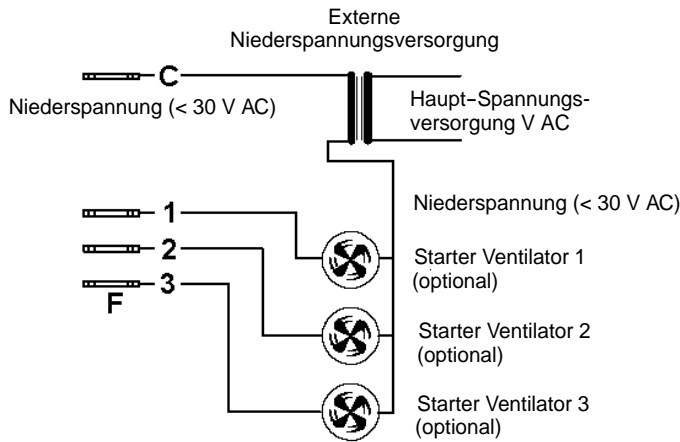 Externe
Niederspannungsversorgung
C
Niederspannung (< 30 V AC)
Haupt-Spannungs-
versorgung V AC
Niederspannung (< 30 V AC)
1
2
3
F
Starter Ventilator 1
(optional)
Starter Ventilator 2
(optional)
Starter Ventilator 3
(optional)